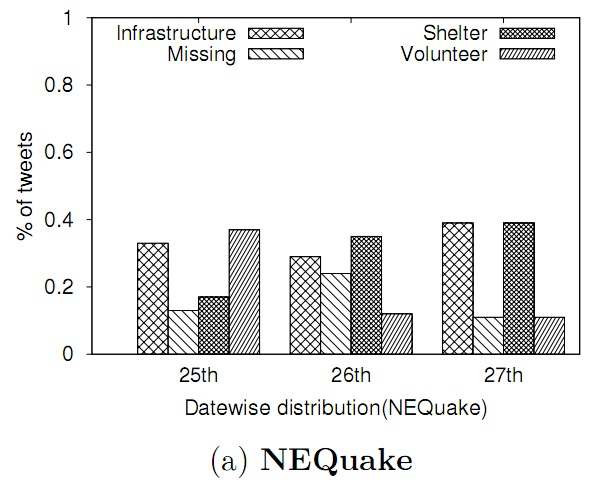 1
Infrastructure Shelter
Missing Volunteer
0.8
0.6
0.4
0.2
0
% of tweets
25th 26th 27th
Datewise distribution(NEQuake)
(a) NEQuake